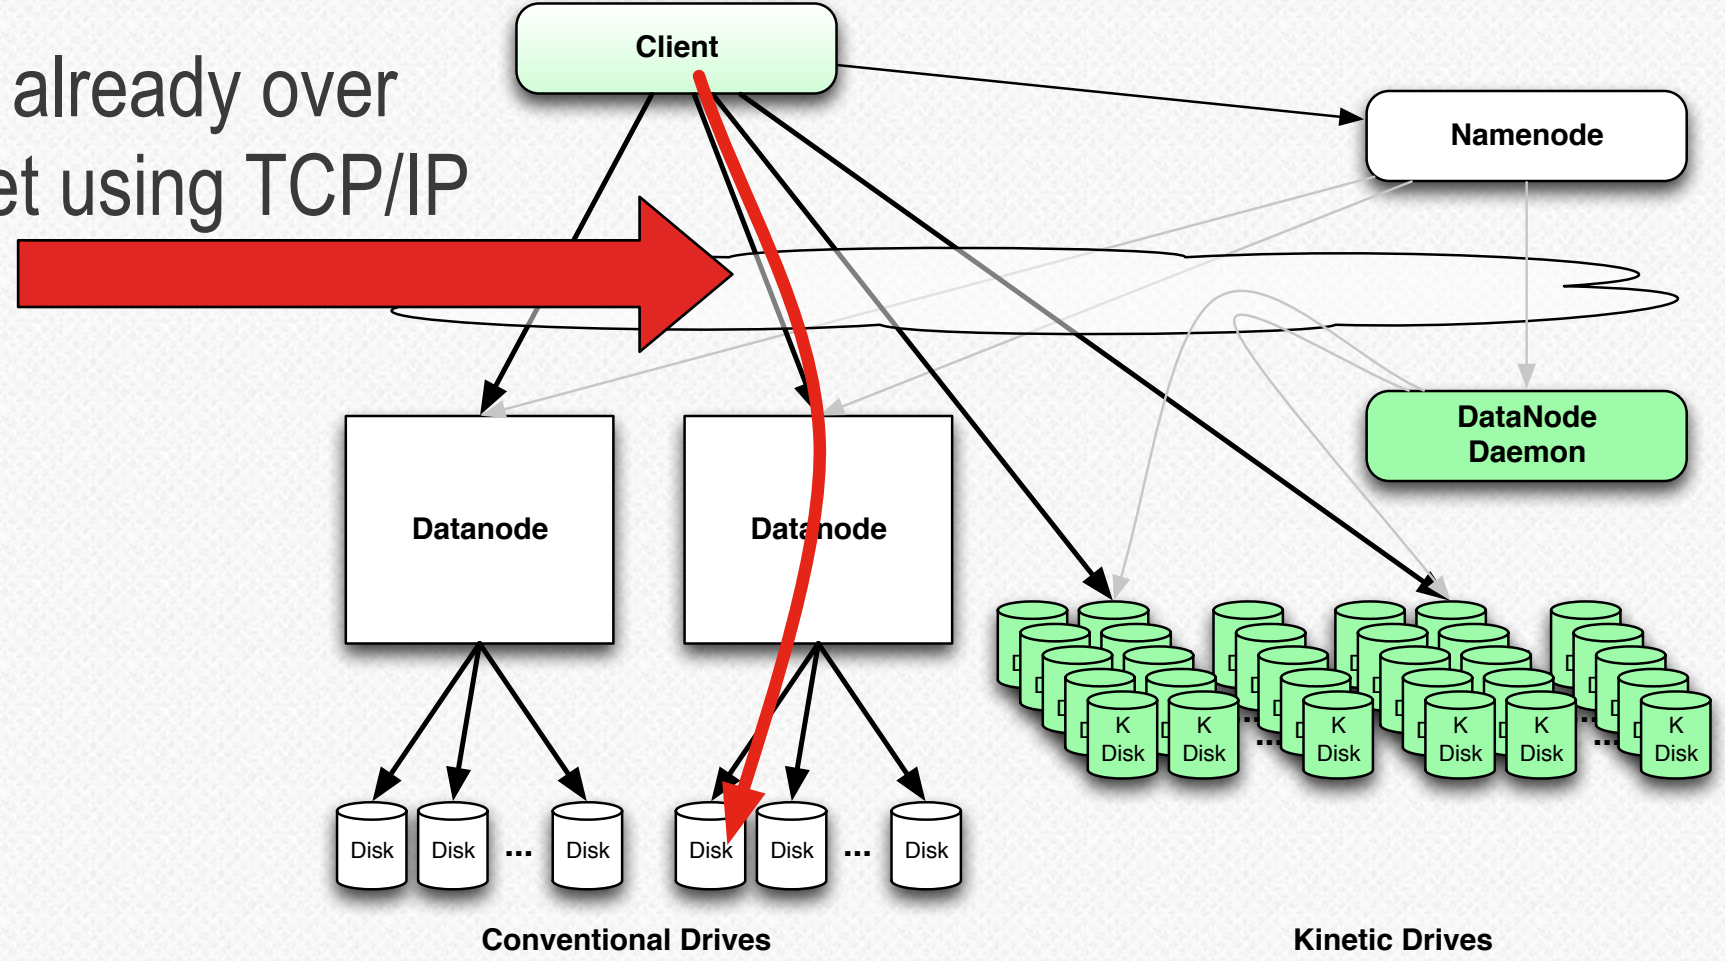 Client
already over
et using TCP/IP
Namenode
DataNode
Daemon
Datanode
Datanode
K
Disk
K
Disk
...
...
K
Disk
K
Disk
K
Disk
...
...
K
Disk
Disk
Disk
...
Disk
Disk
Disk
...
Disk
Conventional Drives
Kinetic Drives